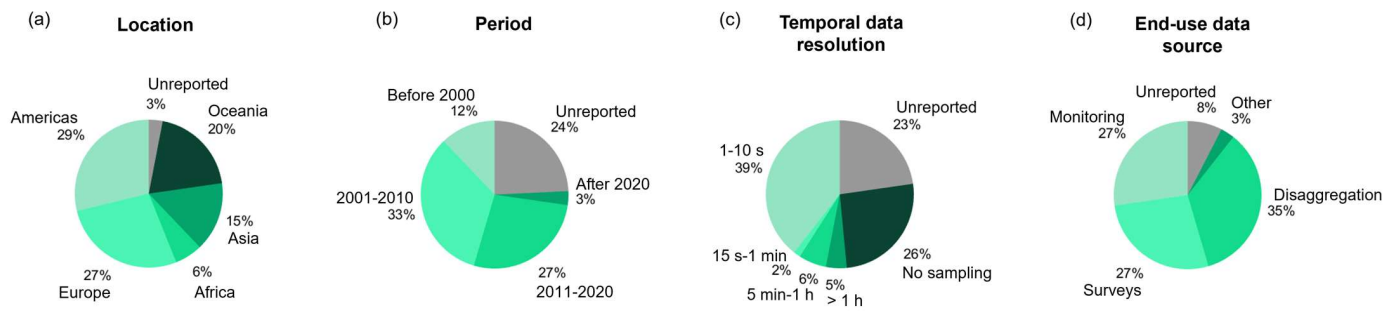 (a)
Location
Unreported
3%
Oceania
20%
15%
Asia
6%
Africa
27%
Europe
Americas
29%
(b)
Period
Unreported
24%
After 2020
3%
27%
2011-2020
2001-2010
33%
Before 2000
12%
(c)
Temporal data
resolution
Unreported
23%
26%
No sampling
5%
> 1 h
6%
5 min-1 h
15 s-1 min
2%
1-10 s
39%
(d)
End-use data
source
Unreported
8%
Other
3%
Disaggregation
35%
27%
Surveys
Monitoring
27%